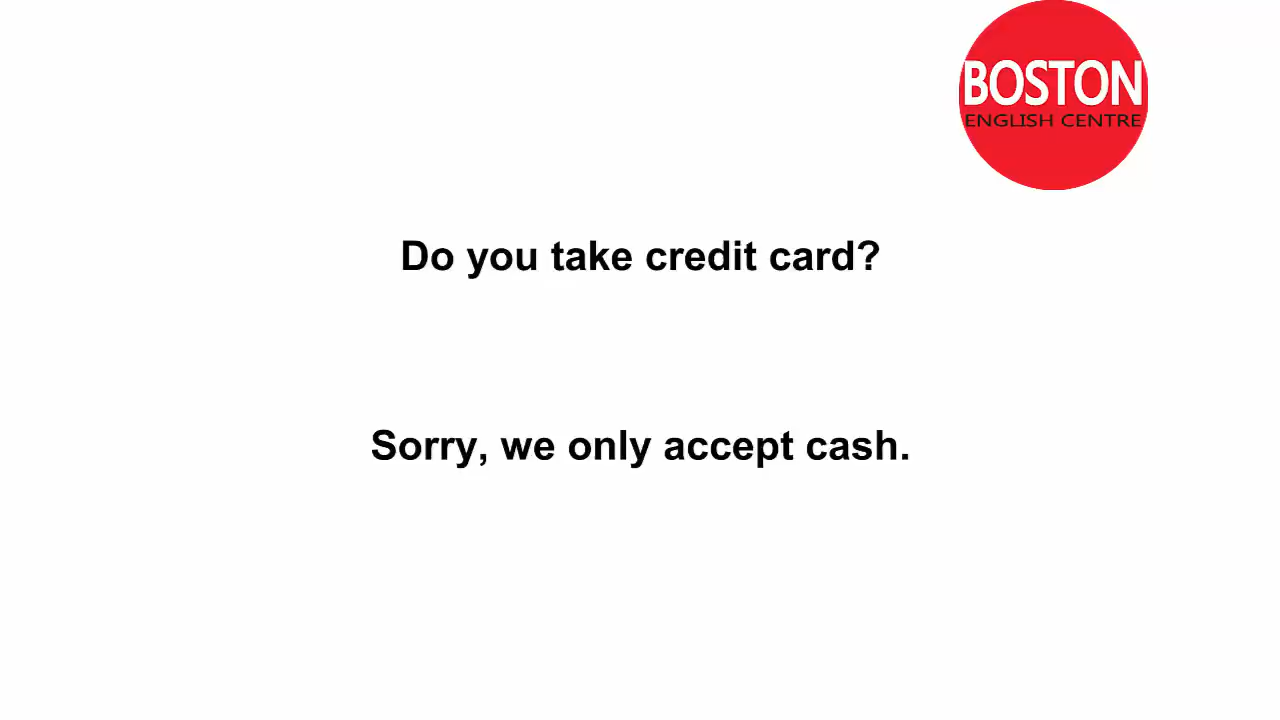 BOSTON
ENGLISH CENTRE
Do you take credit card?
Sorry, we only accept cash.